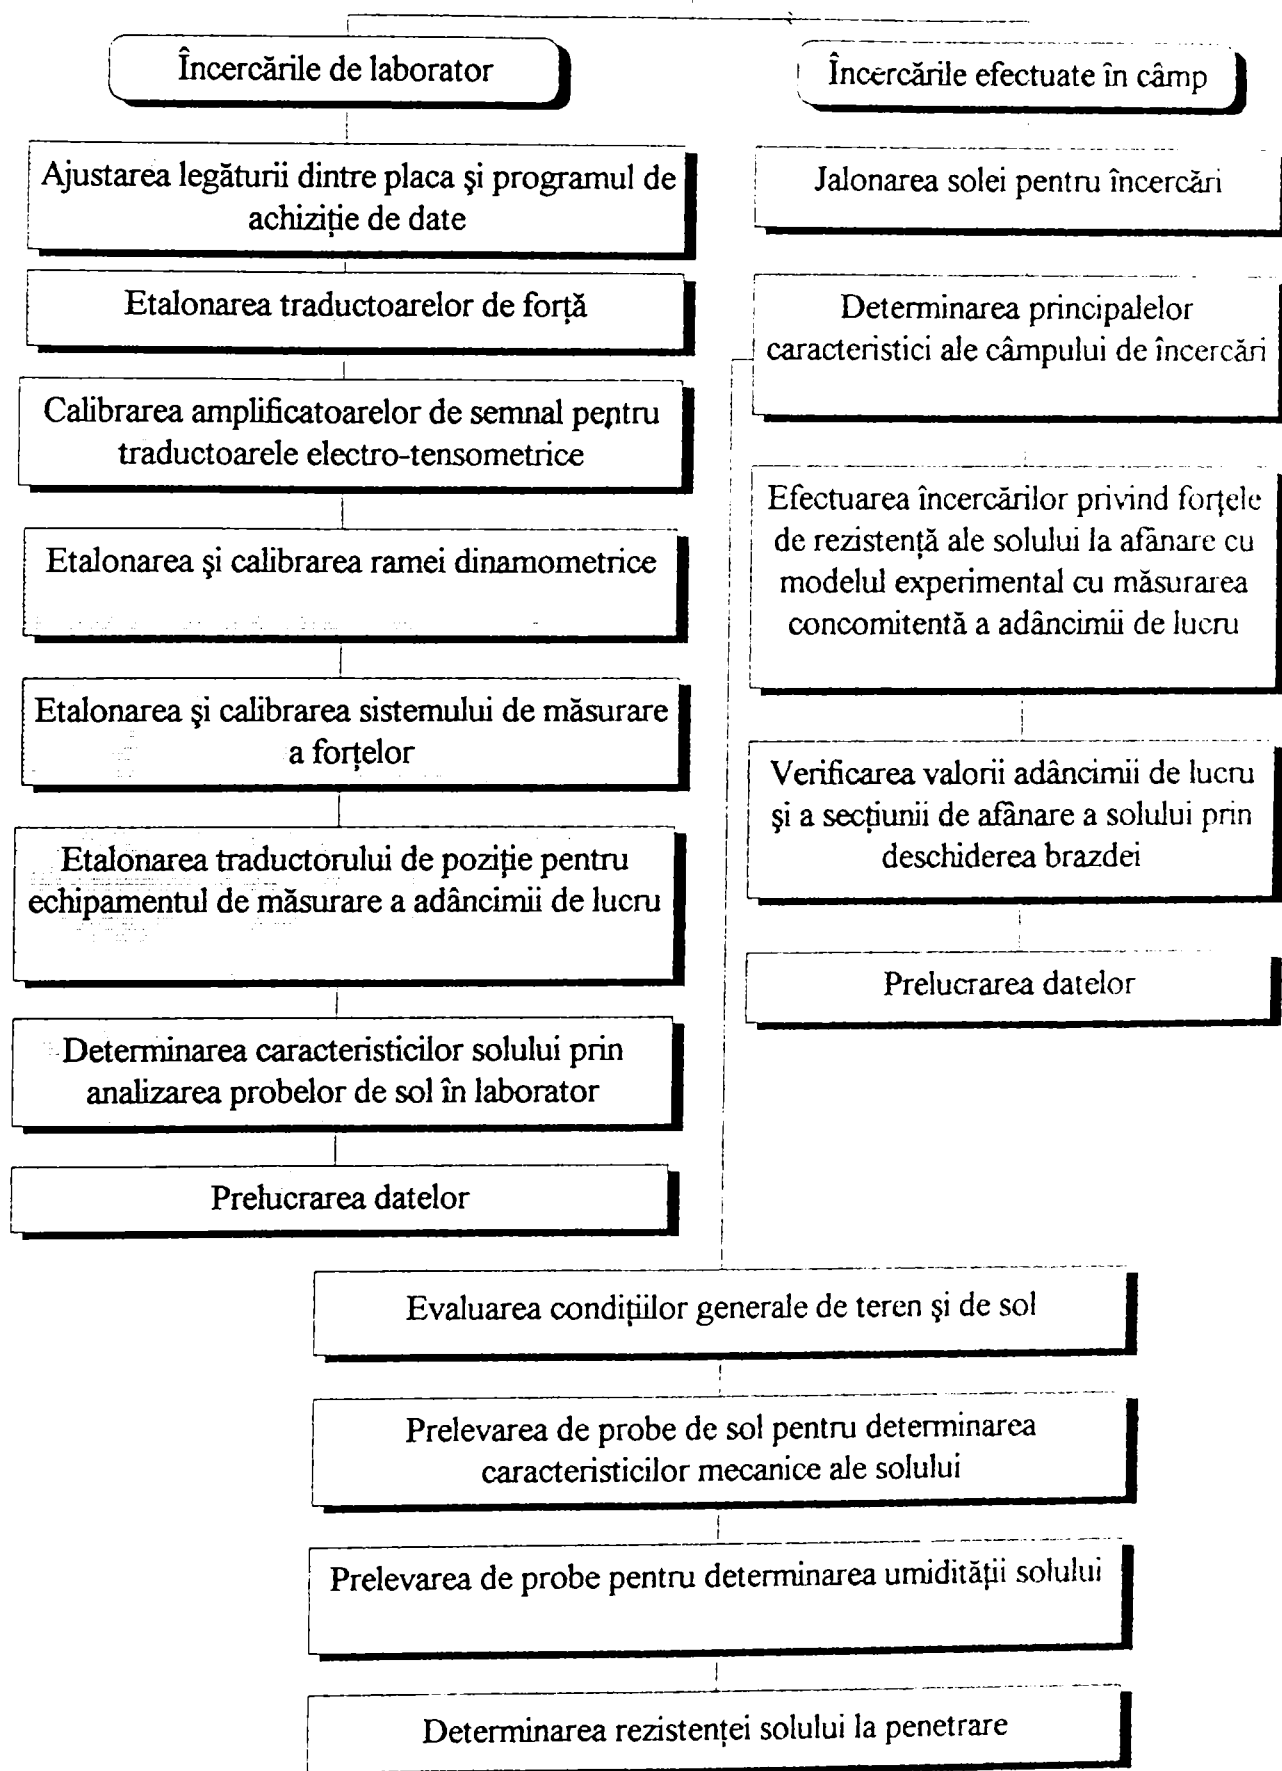 Încercările de laborator
Ajustarea legăturii dintre placa şi programul de
achiziţie de date
Etalonarea traductoarelor de forţă
Calibrarea amplificatoarelor de semnal pentru
traductoarele electro-tensometrice
Etalonarea şi calibrarea ramei dinamometrice
Etalonarea şi calibrarea sistemului de măsurare
a forţelor
Etalonarea traductorului de poziţie pentru
echipamentul de măsurare a adâncimii de lucru
Determinarea caracteristicilor solului prin
analizarea probelor de sol în laborator
Prelucrarea datelor
Încercările efectuate în câmp
Jalonarea solei pentru încercări
Determinarea principalelor
caracteristici ale câmpului de încercări
Efectuarea încercărilor privind forţele
de rezistenţă ale solului la afânare cu
modelul experimental cu măsurarea
concomitentă a adâncimii de lucru
Verificarea valorii adâncimii de lucru
şi a secţiunii de afânare a solului prin
deschiderea brazdei
Prelucrarea datelor
Evaluarea condiţiilor generale de teren şi de sol
Prelevarea de probe de sol pentru determinarea
caracteristicilor mecanice ale solului
Prelevarea de probe pentru determinarea umidităţii solului
Determinarea rezistenţei solului la penetrare